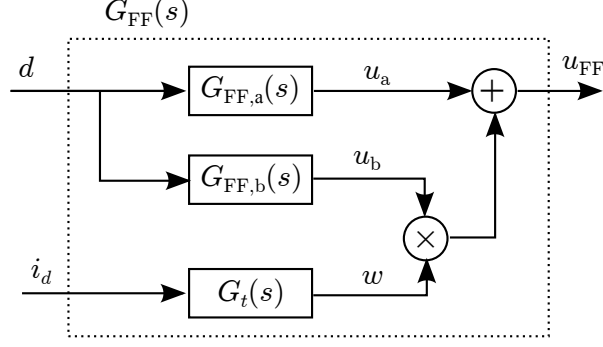 G_FF(s)
d
G_FF,a(s)
u_a
+
u_FF
G_FF,b(s)
u_b
×
i_d
G_t(s)
w